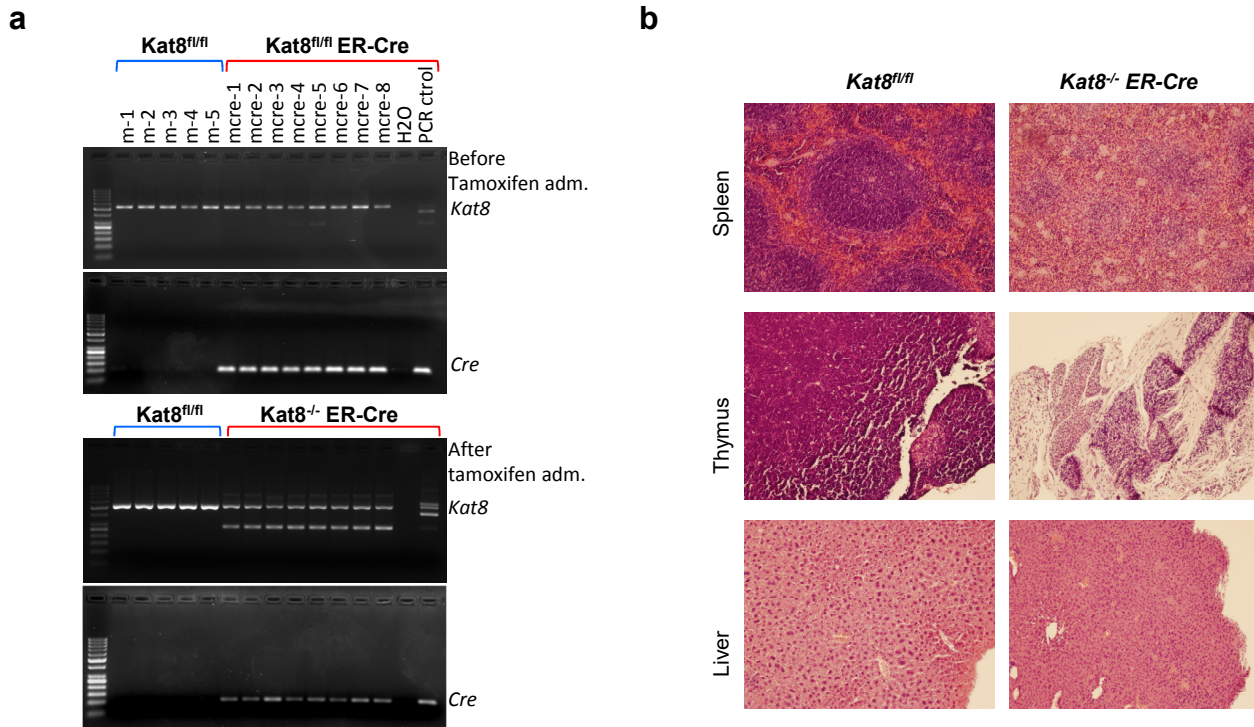 a
Kat8fl/fl
Kat8fl/fl ER-Cre
m-1
m-2
m-3
m-4
m-5
mcre-1
mcre-2
mcre-3
mcre-4
mcre-5
mcre-6
mcre-7
mcre-8
H2O
PCR ctrol
Before
Tamoxifen adm.
Kat8
Cre
Kat8fl/fl
Kat8-/- ER-Cre
After
tamoxifen adm.
Kat8
Cre
b
Kat8fl/fl
Kat8-/- ER-Cre
Spleen
Thymus
Liver